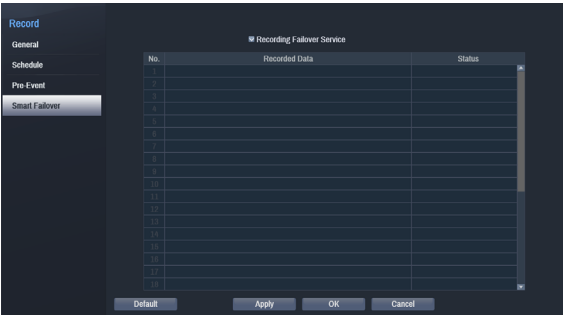 Record
General
Schedule
Pre-Event
Smart Failover
Recording Failover Service
No. Recorded Data Status
1
2
3
4
5
6
7
8
9
10
11
12
13
14
15
16
17
18
Default Apply OK Cancel